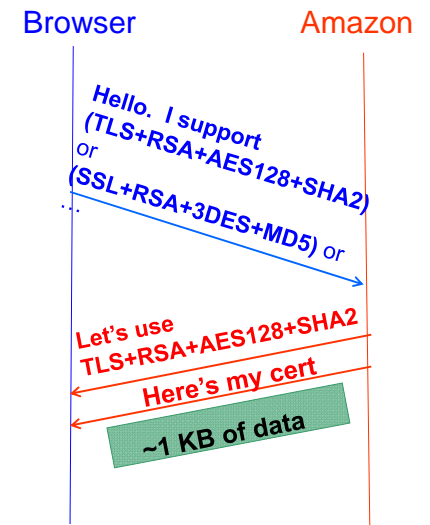 Browser
Amazon
Hello. I support
(TLS+RSA+AES128+SHA2)
or
(SSL+RSA+3DES+MD5) or
…
Let's use
TLS+RSA+AES128+SHA2
Here's my cert
~1 KB of data